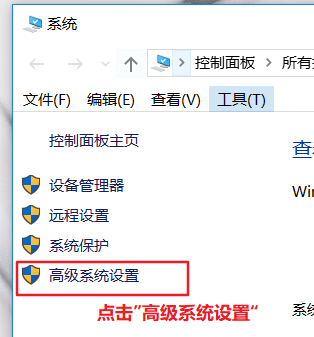 系统
控制面板 所有
文件(F) 编辑(E) 查看(V) 工具(T)
控制面板主页
查
设备管理器
Win
远程设置
系统保护
高级系统设置
系统
点击"高级系统设置"